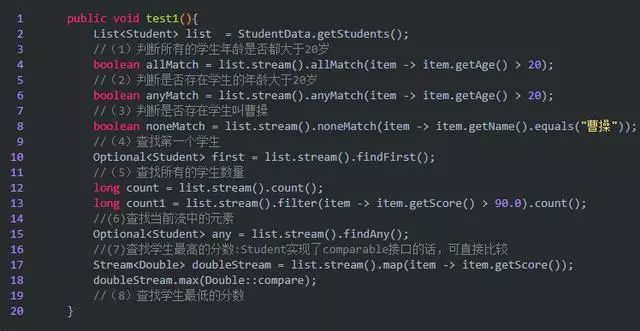 1 public void test1(){
2 List<Student> list = StudentData.getStudents();
3 //（1）判断所有的学生年龄是否都大于20岁
4 boolean allMatch = list.stream().allMatch(item -> item.getAge() > 20);
5 //（2）判断是否存在学生的年龄大于20岁
6 boolean anyMatch = list.stream().anyMatch(item -> item.getAge() > 20);
7 //（3）判断是否存在学生叫曹操
8 boolean noneMatch = list.stream().noneMatch(item -> item.getName().equals("曹操"));
9 //（4）查找第一个学生
10 Optional<Student> first = list.stream().findFirst();
11 //（5）查找所有的学生数量
12 long count = list.stream().count();
13 long count1 = list.stream().filter(item -> item.getScore() > 90.0).count();
14 //(6)查找当前流中的元素
15 Optional<Student> any = list.stream().findAny();
16 //(7)查找学生最高的分数:Student实现了comparable接口的话，可直接比较
17 Stream<Double> doubleStream = list.stream().map(item -> item.getScore());
18 doubleStream.max(Double::compare);
19 //（8）查找学生最低的分数
20 }